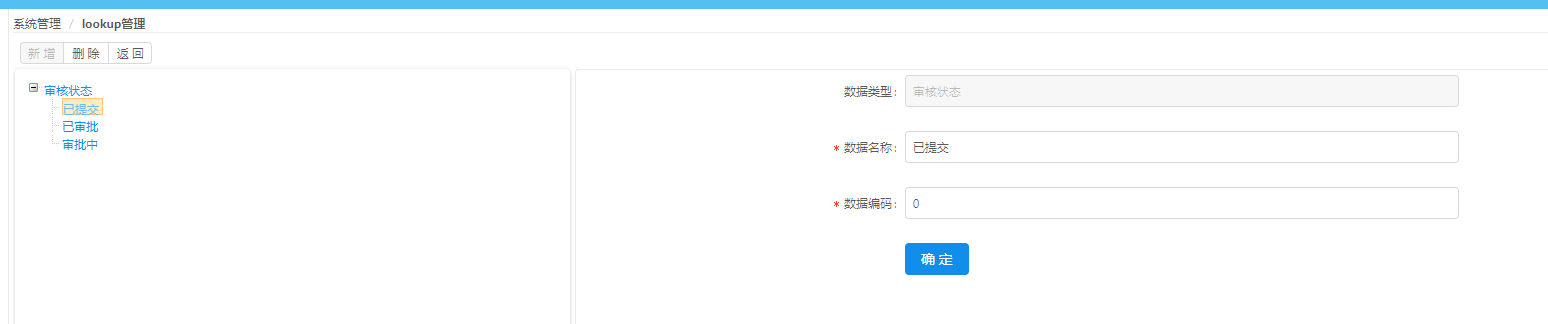 系统管理 / lookup管理
新 增 删 除 返 回
审核状态
已提交
已审批
审批中
数据类型: 审核状态
* 数据名称: 已提交
* 数据编码: 0
确 定